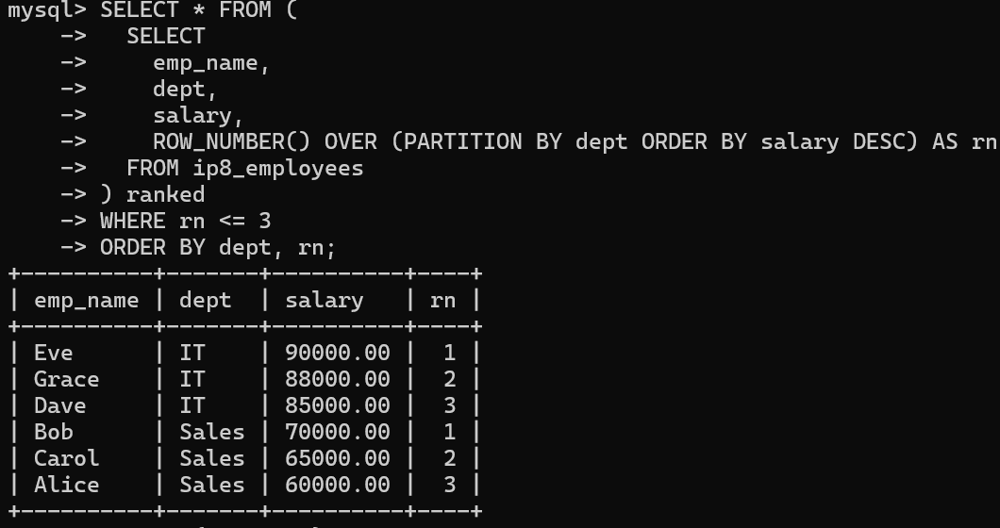 mysql> SELECT * FROM (
    ->   SELECT
    ->     emp_name,
    ->     dept,
    ->     salary,
    ->     ROW_NUMBER() OVER (PARTITION BY dept ORDER BY salary DESC) AS rn
    ->   FROM ip8_employees
    -> ) ranked
    -> WHERE rn <= 3
    -> ORDER BY dept, rn;
+----------+-------+----------+----+
| emp_name | dept  | salary   | rn |
+----------+-------+----------+----+
| Eve      | IT    | 90000.00 |  1 |
| Grace    | IT    | 88000.00 |  2 |
| Dave     | IT    | 85000.00 |  3 |
| Bob      | Sales | 70000.00 |  1 |
| Carol    | Sales | 65000.00 |  2 |
| Alice    | Sales | 60000.00 |  3 |
+----------+-------+----------+----+